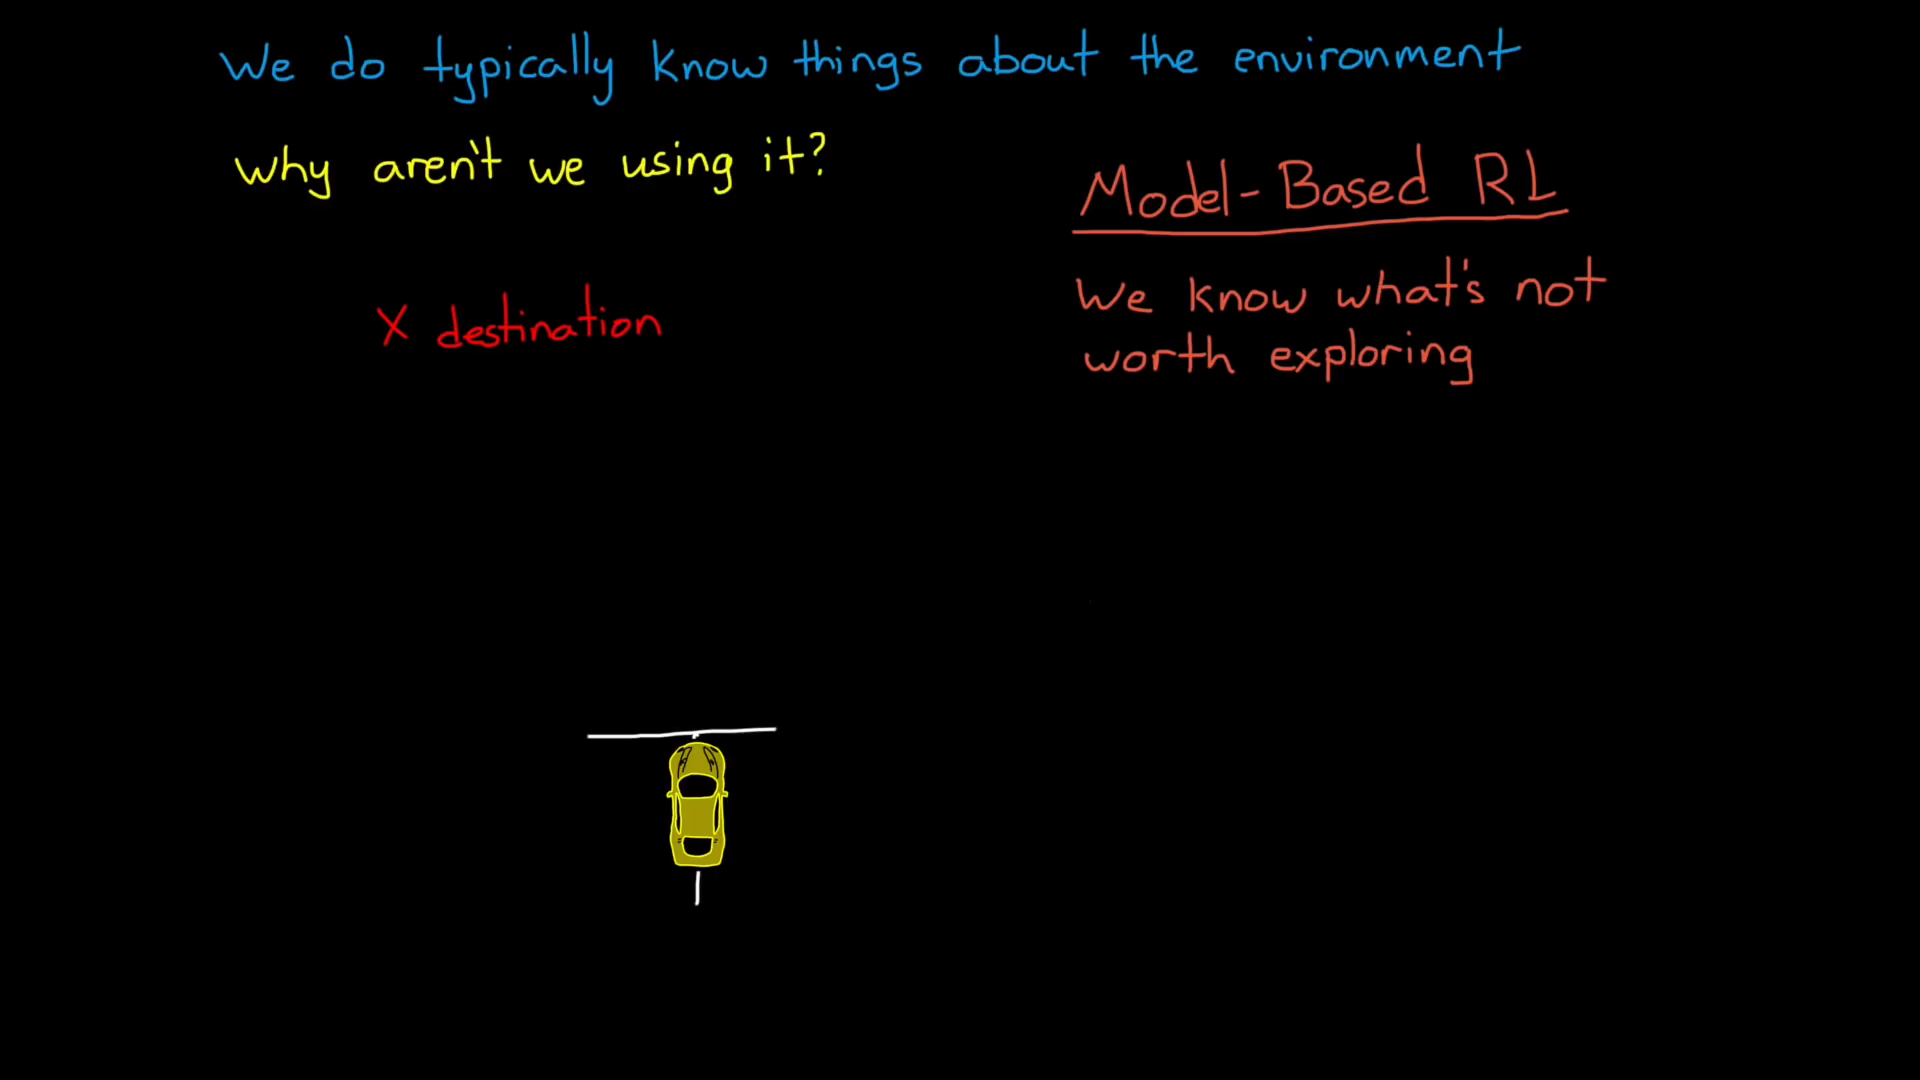 We do typically know things about the environment
Why aren't we using it?
Model-Based RL
We know what's not
worth exploring
X destination